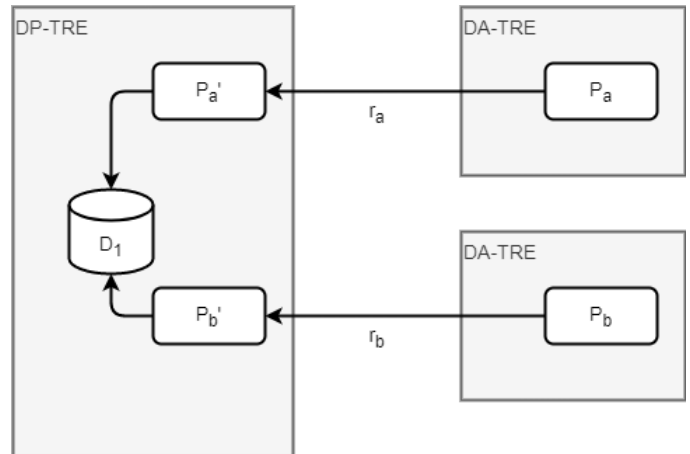 DP-TRE
DA-TRE
Pa'
Pa
ra
D1
DA-TRE
Pb'
Pb
rb